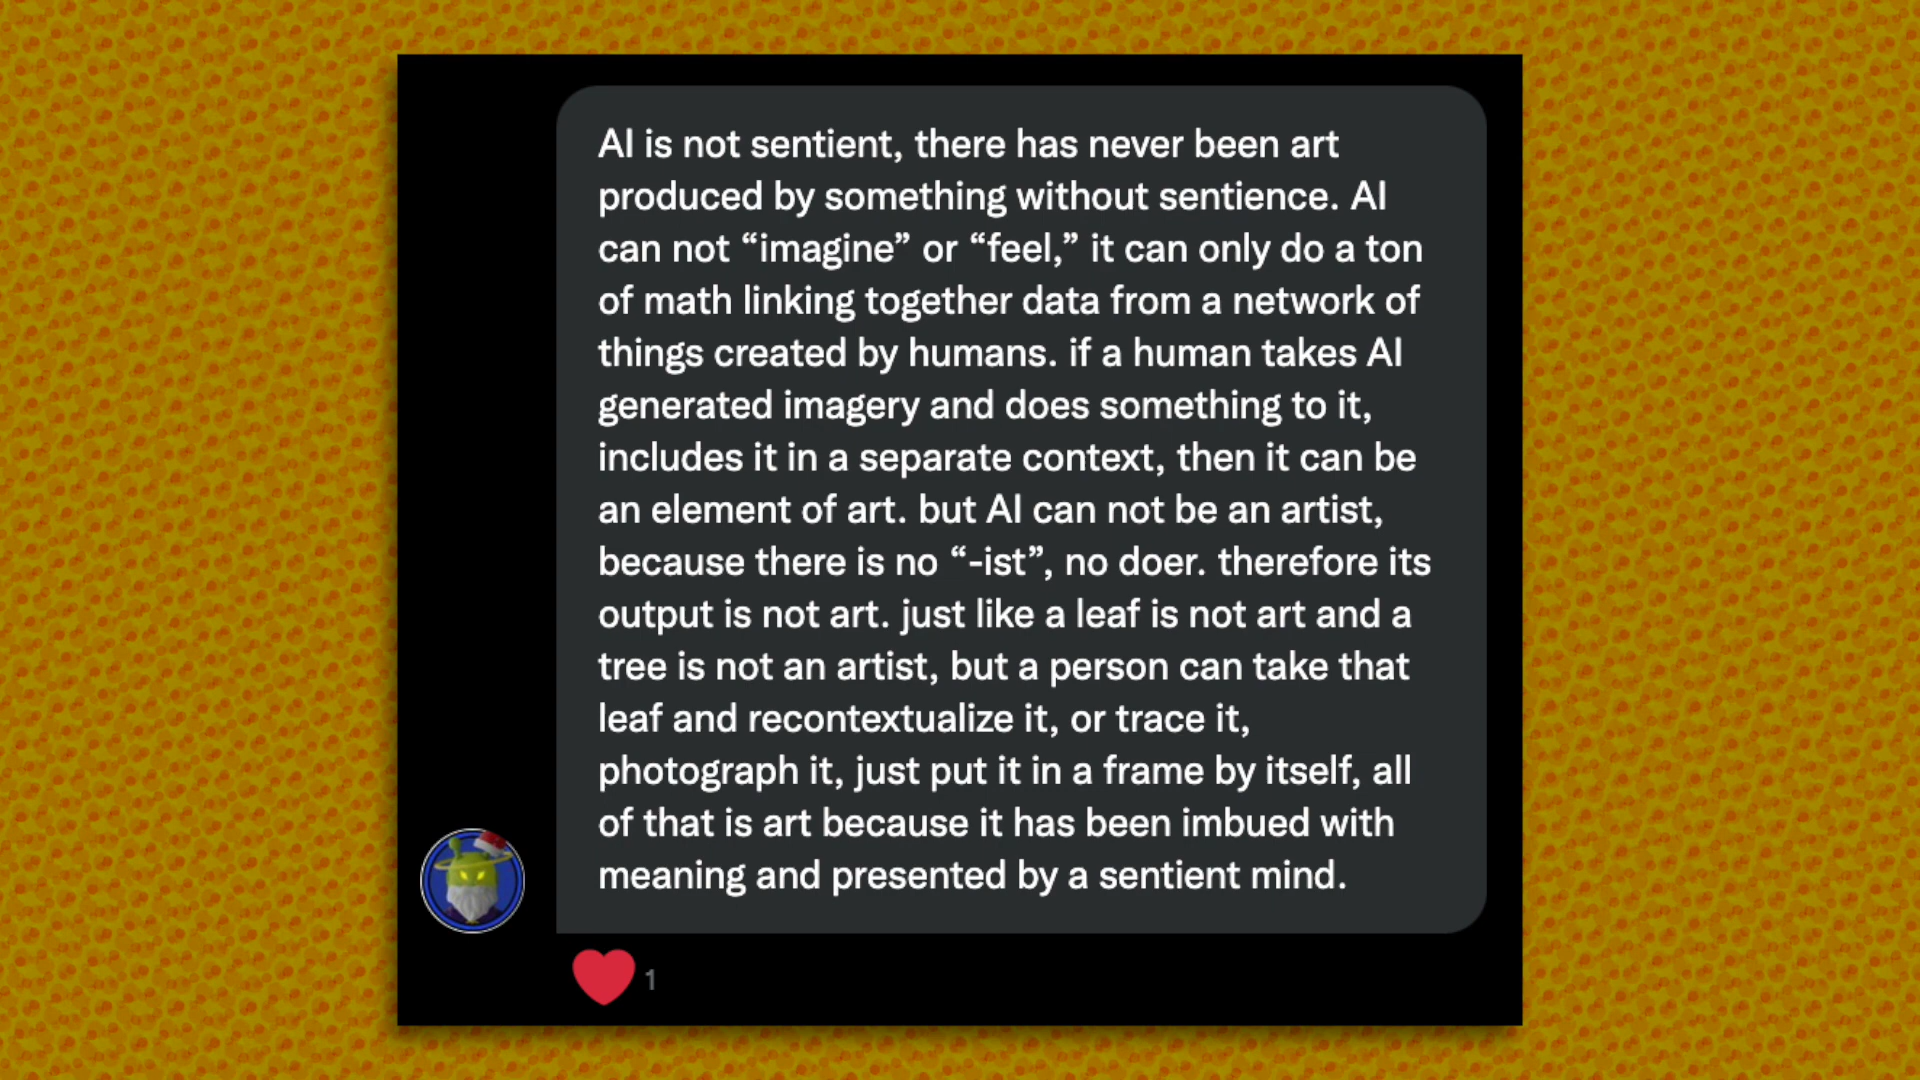 AI is not sentient, there has never been art
produced by something without sentience. AI
can not “imagine” or “feel,” it can only do a ton
of math linking together data from a network of
things created by humans. if a human takes AI
generated imagery and does something to it,
includes it in a separate context, then it can be
an element of art. but AI can not be an artist,
because there is no “-ist”, no doer. therefore its
output is not art. just like a leaf is not art and a
tree is not an artist, but a person can take that
leaf and recontextualize it, or trace it,
photograph it, just put it in a frame by itself, all
of that is art because it has been imbued with
meaning and presented by a sentient mind.
1